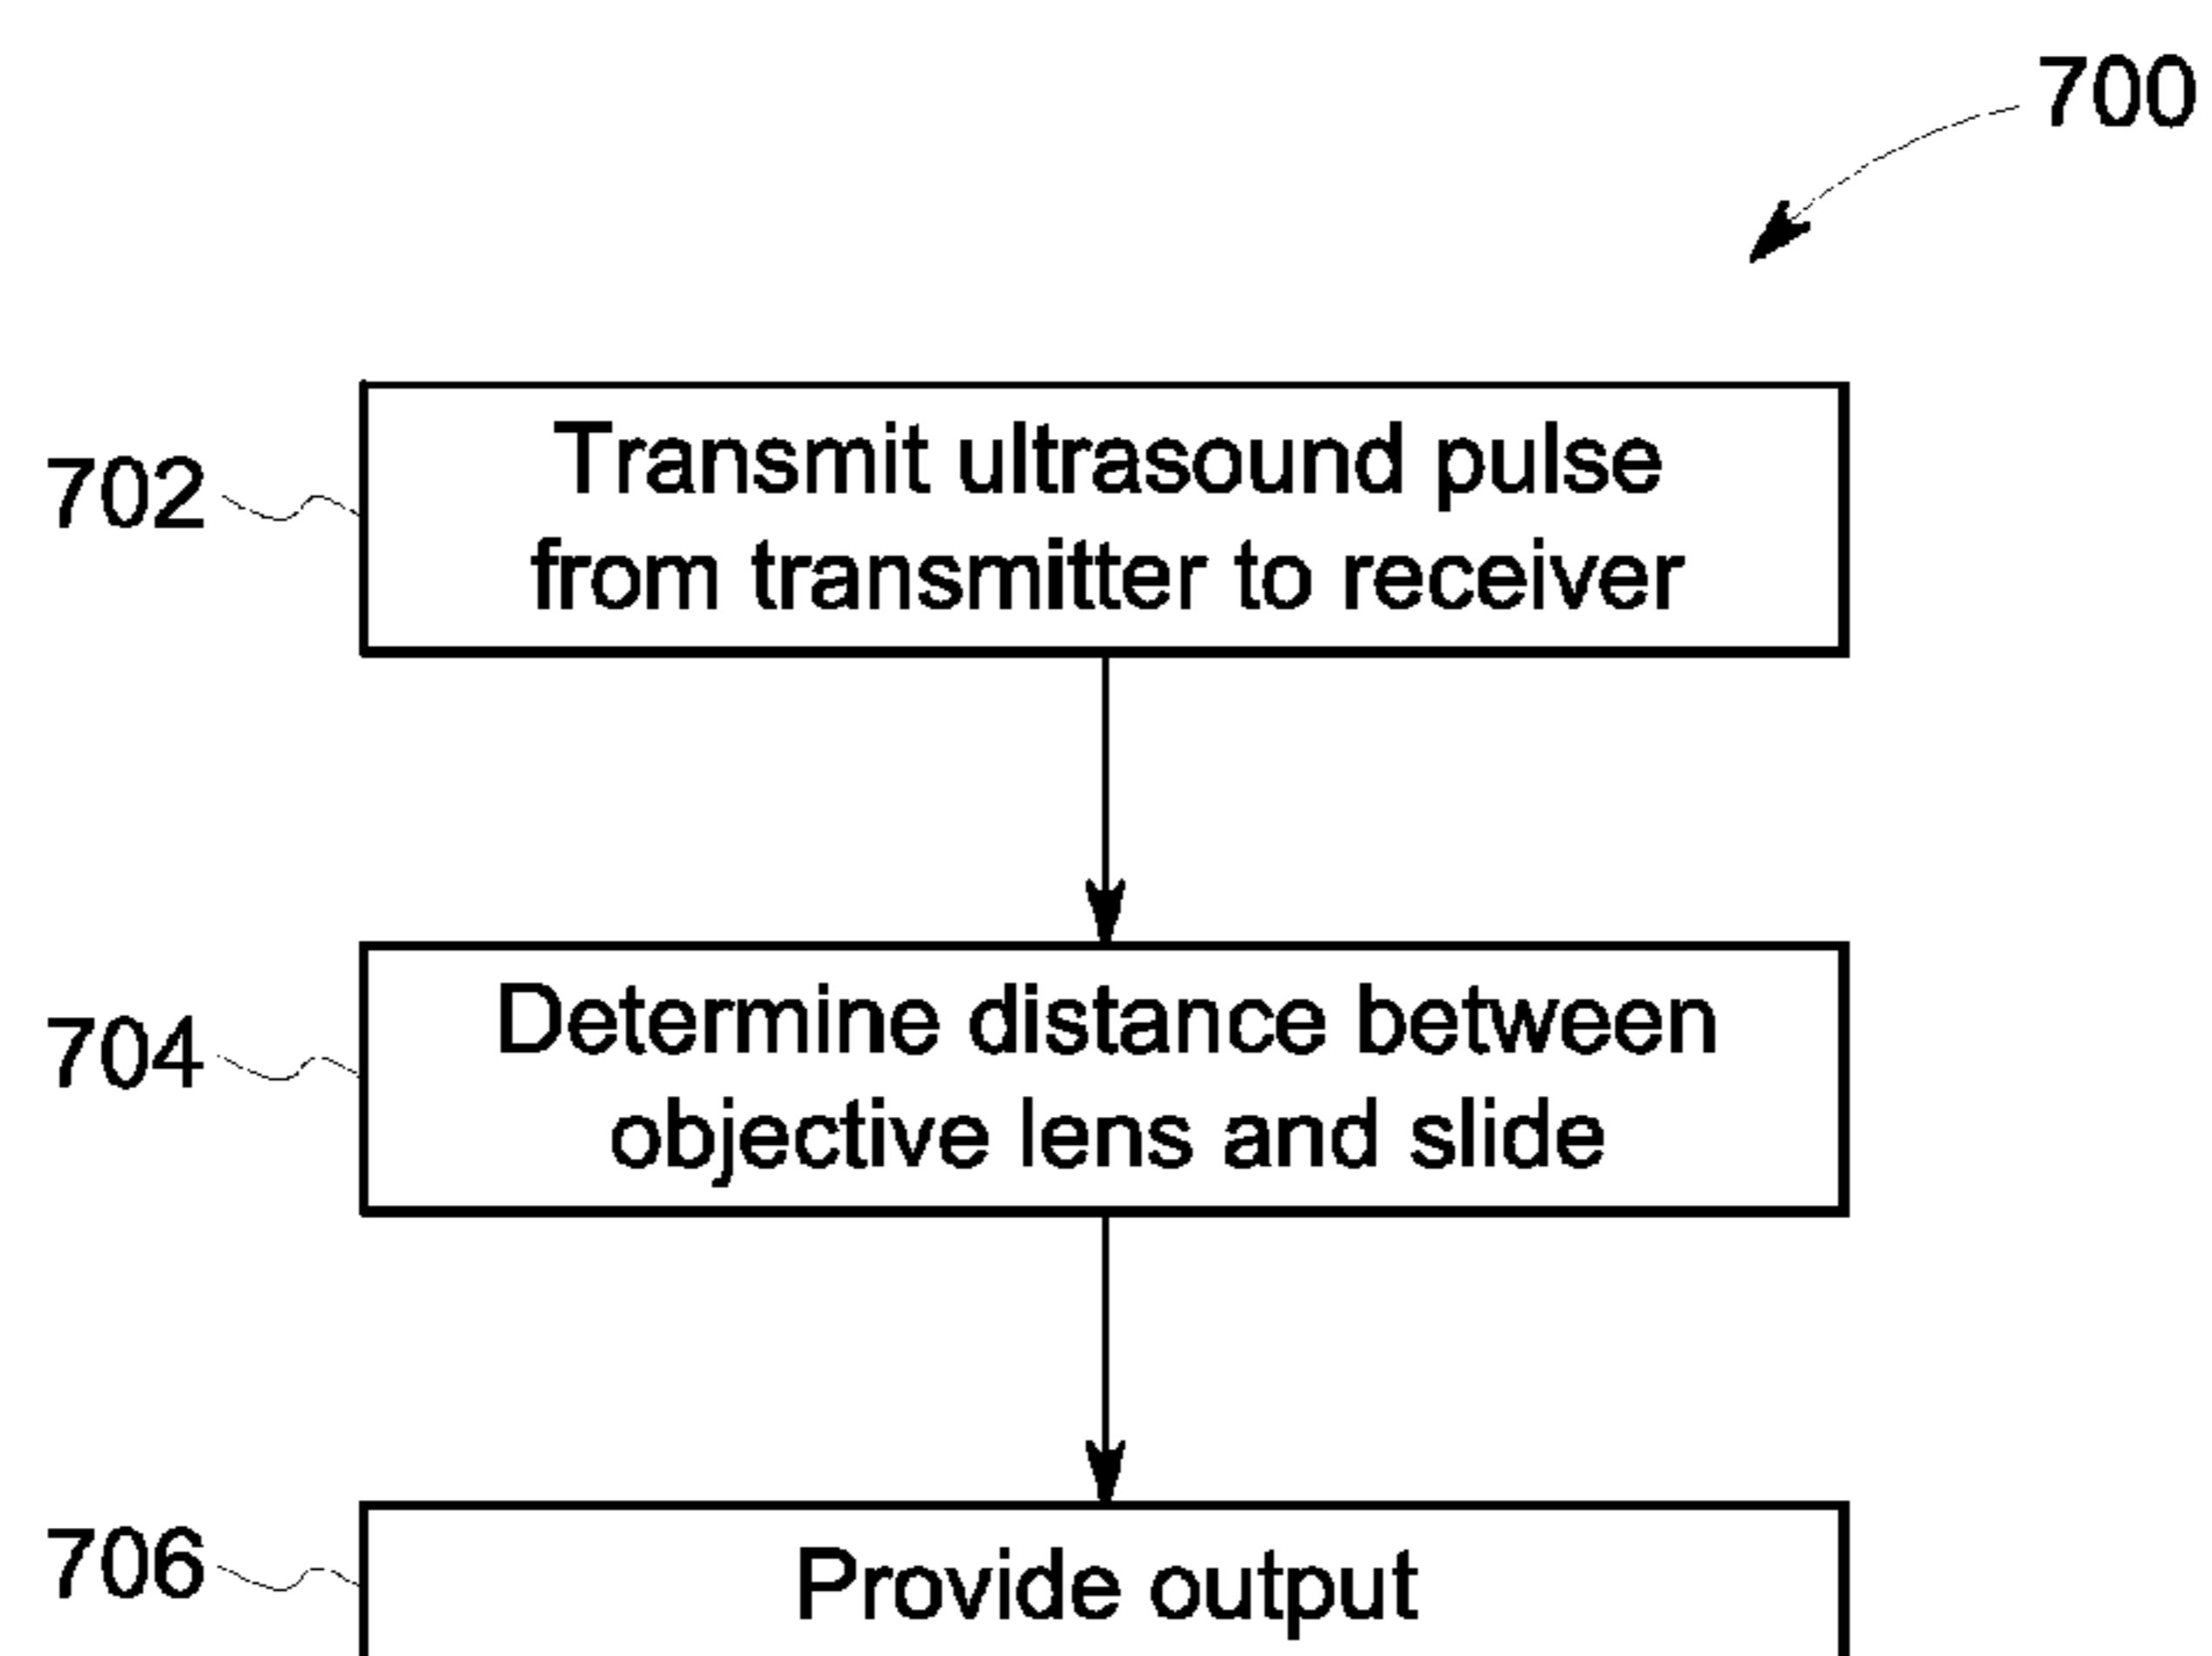 700
702
Transmit ultrasound pulse
from transmitter to receiver
704
Determine distance between
objective lens and slide
706
Provide output